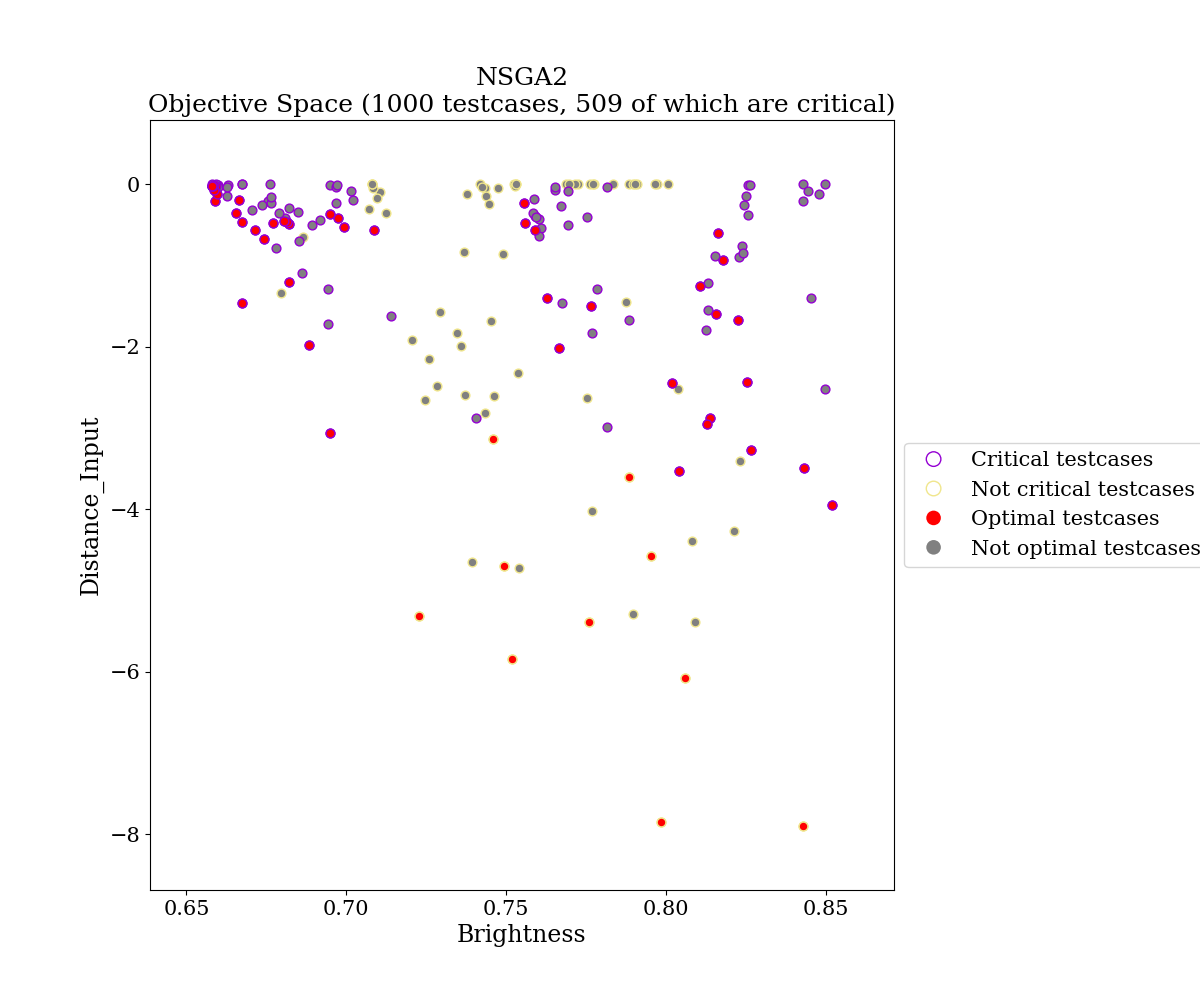 NSGA2
Objective Space (1000 testcases, 509 of which are critical)
0
−2
−4
−6
−8
Distance_Input
0.65
0.70
0.75
0.80
0.85
Brightness
Critical testcases
Not critical testcases
Optimal testcases
Not optimal testcases